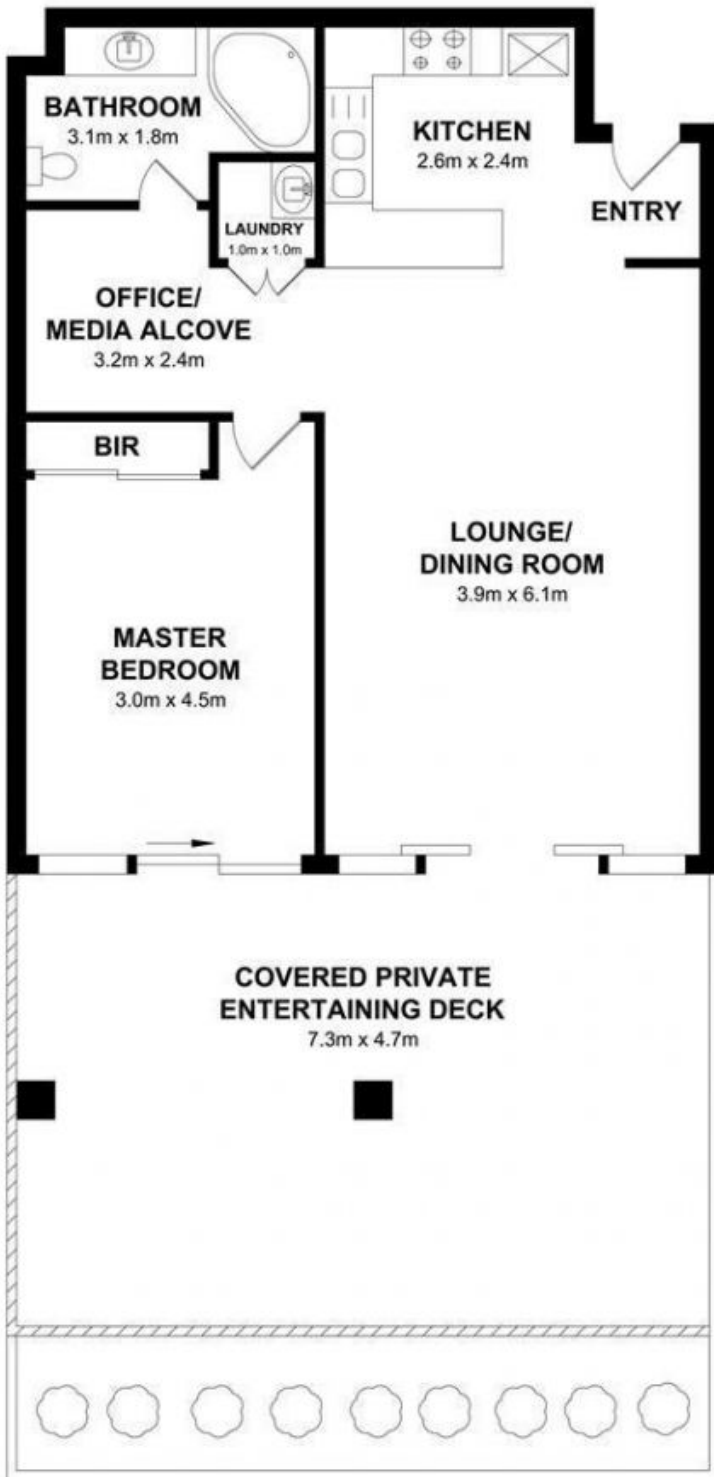 BATHROOM
3.1m x 1.8m
KITCHEN
2.6m x 2.4m
ENTRY
LAUNDRY
1.0m x 1.0m
OFFICE/
MEDIA ALCOVE
3.2m x 2.4m
BIR
LOUNGE/
DINING ROOM
3.9m x 6.1m
MASTER
BEDROOM
3.0m x 4.5m
COVERED PRIVATE
ENTERTAINING DECK
7.3m x 4.7m